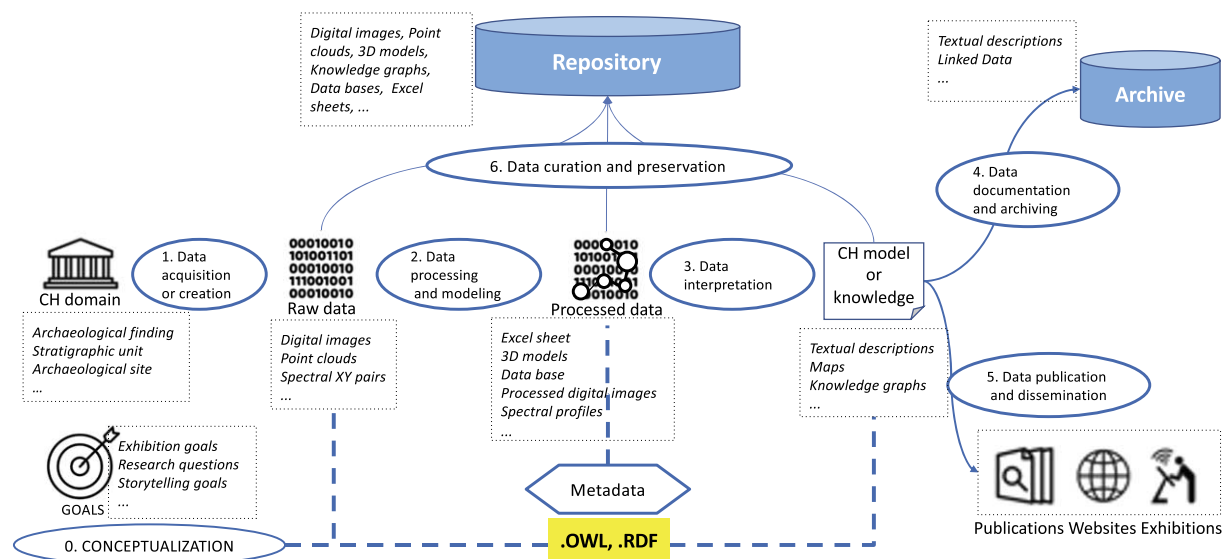 Digital images, Point
clouds, 3D models,
Knowledge graphs,
Data bases, Excel
sheets, ...
Repository
Textual descriptions
Linked Data
...
Archive
6. Data curation and preservation
4. Data
documentation
and archiving
CH domain
1. Data
acquisition
or creation
00010010
101001101
00010010
111001001
00010010
Raw data
2. Data
processing
and modeling
Processed data
3. Data
interpretation
CH model
or
knowledge
Archaeological finding
Stratigraphic unit
Archaeological site
...
Digital images
Point clouds
Spectral XY pairs
...
Excel sheet
3D models
Data base
Processed digital images
Spectral profiles
...
Textual descriptions
Maps
Knowledge graphs
...
5. Data publication
and dissemination
GOALS
Exhibition goals
Research questions
Storytelling goals
...
Metadata
Publications Websites Exhibitions
0. CONCEPTUALIZATION
.OWL, .RDF